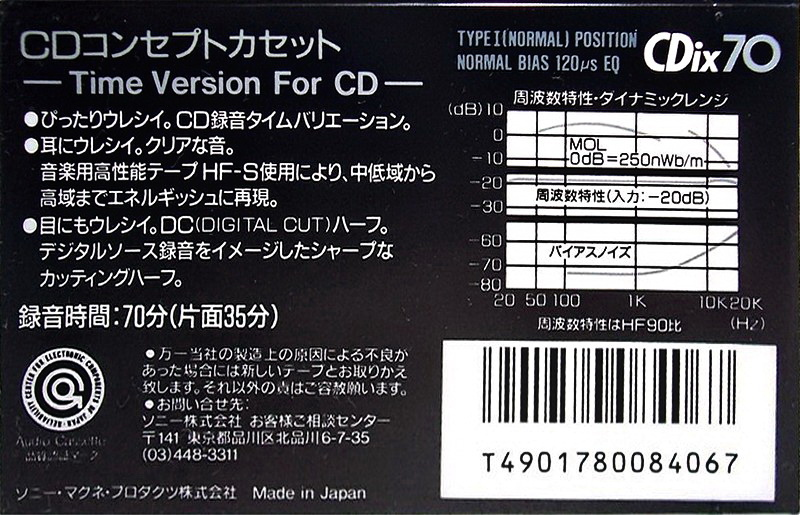 CDコンセプトカセット
— Time Version For CD —
●ぴったりウレシイ。CD録音タイムバリエーション。
●耳にウレシイ。クリアな音。
音楽用高性能テープHF-S使用により、中低域から
高域までエネルギッシュに再現。
●目にもウレシイ。DC(DIGITAL CUT)ハーフ。
デジタルソース録音をイメージしたシャープな
カッティングハーフ。
録音時間:70分(片面35分)
TYPE I (NORMAL) POSITION
NORMAL BIAS 120μs EQ
CDix70
周波数特性・ダイナミックレンジ
(dB) 10
0
-10
-20
-30
-60
-70
-80
MOL
0dB=250nWb/m
周波数特性(入力:-20dB)
バイアスノイズ
20 50 100 1K 10K 20K
周波数特性はHF90比 (Hz)
RELIABILITY CENTER FOR ELECTRONIC COMPONENTS OF JAPAN
Audio Cassette
●万一当社の製造上の原因による不良が
あった場合には新しいテープとお取りかえ
致します。それ以外の責はご容赦願います。
●お問い合せ先:
ソニー株式会社 お客様ご相談センター
〒141 東京都品川区北品川6-7-35
(03)448-3311
ソニー・マグネ・プロダクツ株式会社 Made in Japan
T4901780084067